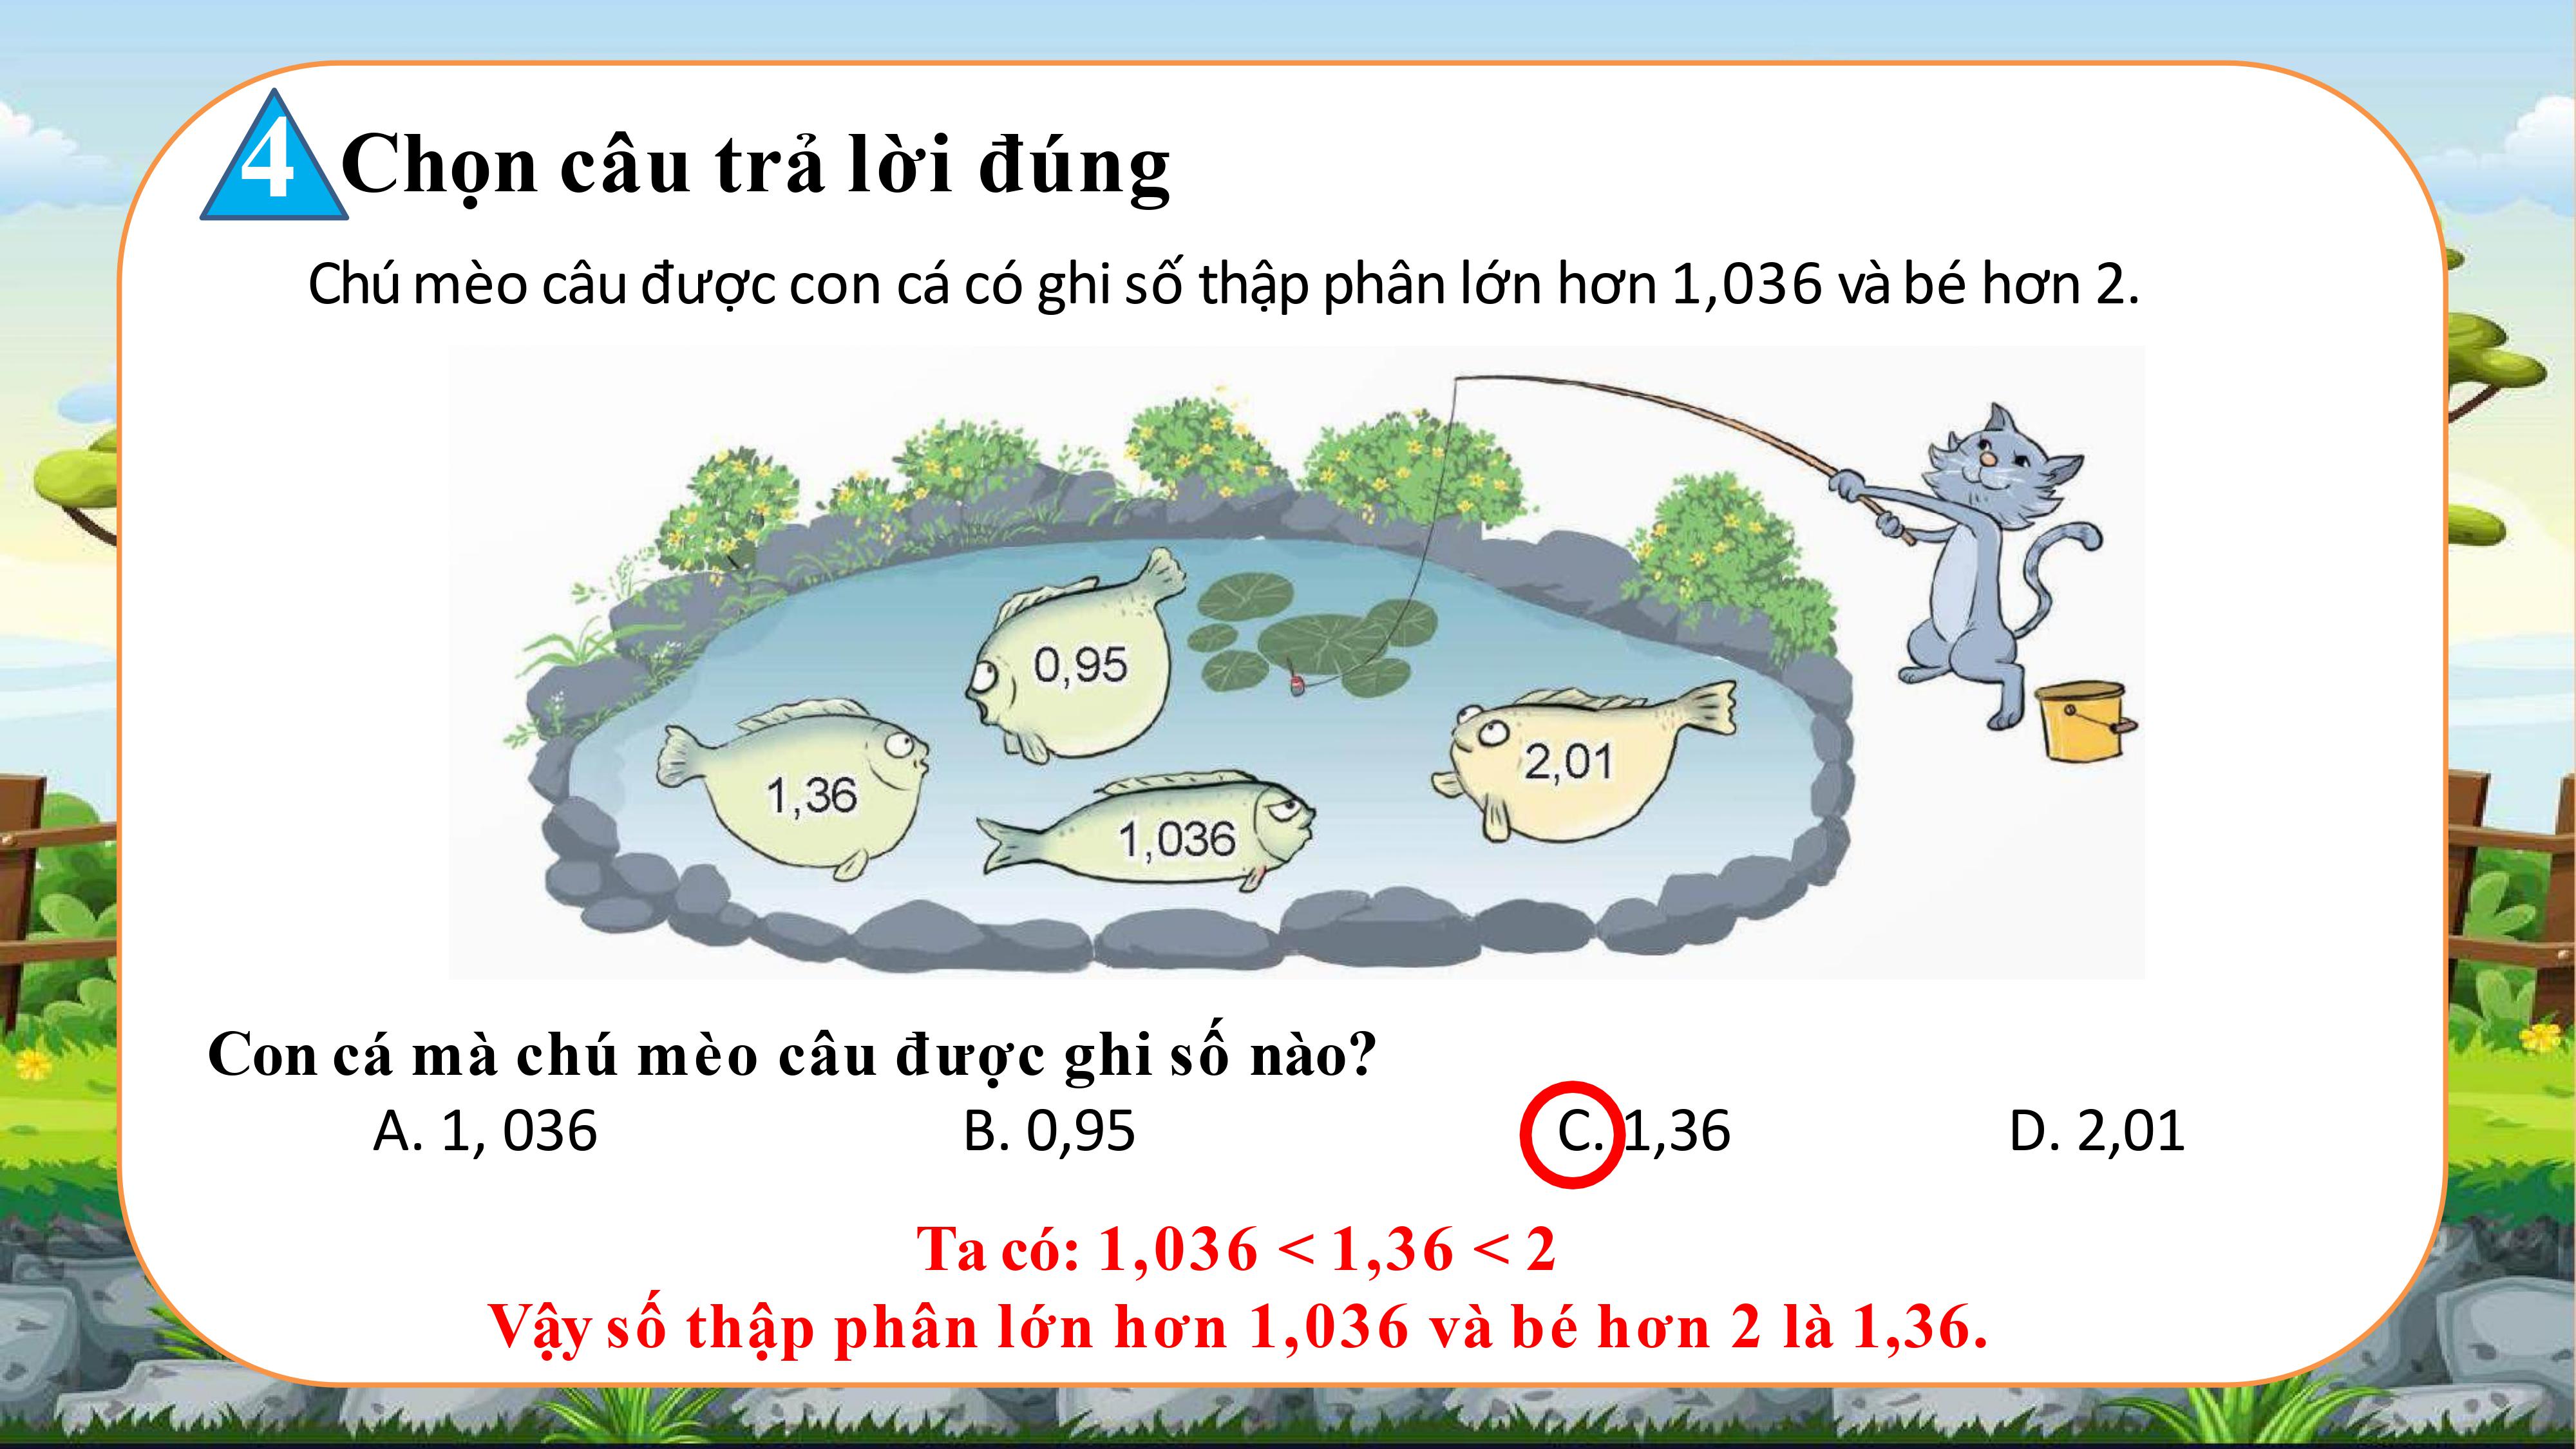 4 Chọn câu trả lời đúng
Chú mèo câu được con cá có ghi số thập phân lớn hơn 1,036 và bé hơn 2.
0,95
1,36
2,01
1,036
Con cá mà chú mèo câu được ghi số nào?
A. 1, 036 B. 0,95 C. 1,36 D. 2,01
Ta có: 1,036 < 1,36 < 2
Vậy số thập phân lớn hơn 1,036 và bé hơn 2 là 1,36.